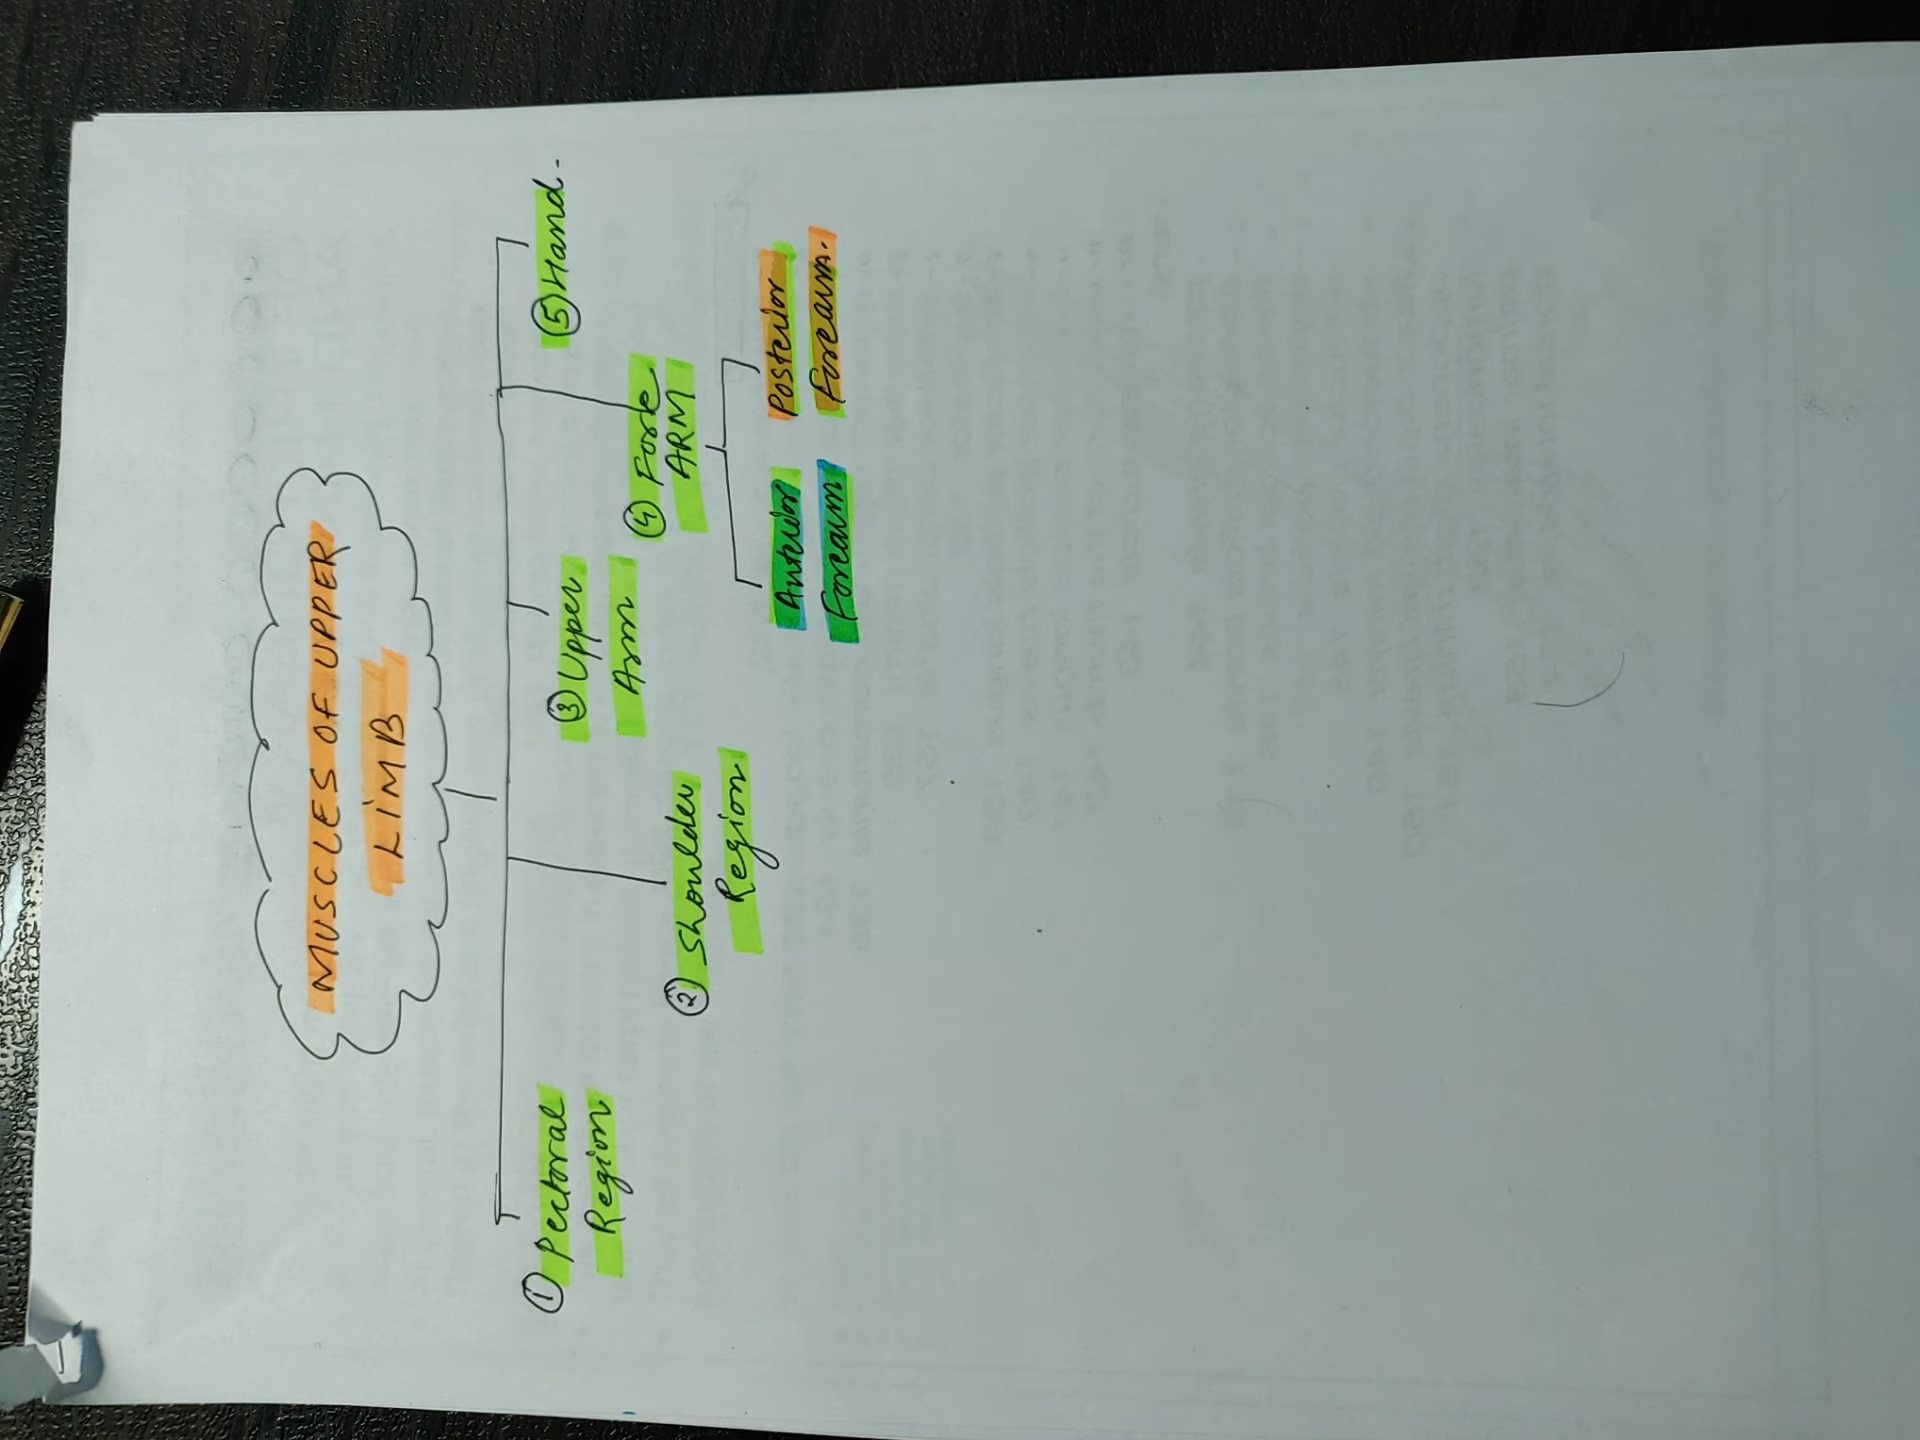 MUSCLES OF UPPER
LIMB
① Pectoral
Region
② Shoulder
Region
③ Upper
Arm
④ Fore
ARM
⑤ Hand.
Anterior
Forearm
Posterior
Forearm.